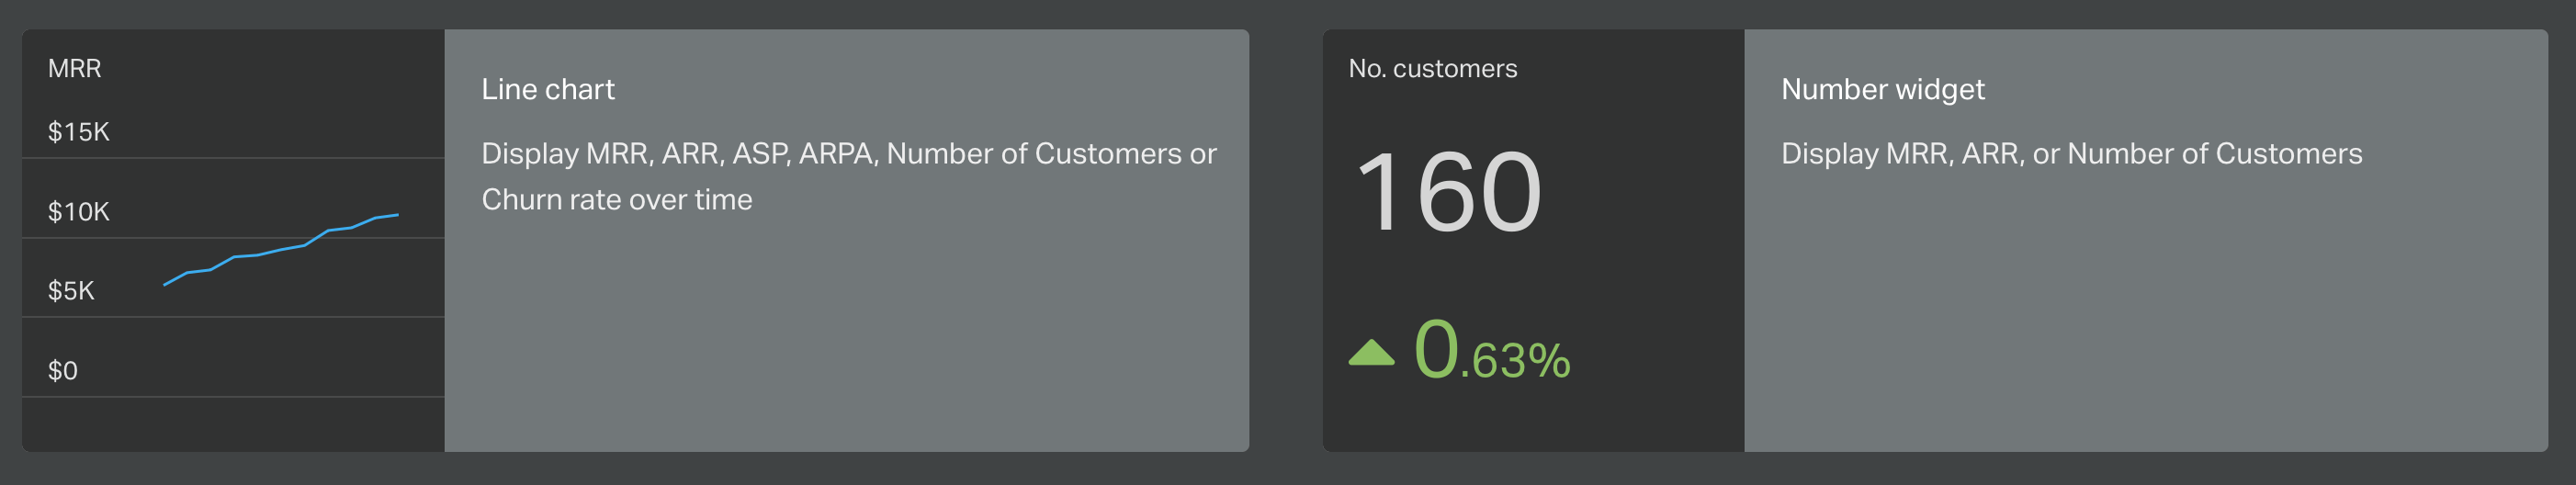 MRR
$15K
$10K
$5K
$0
Line chart
Display MRR, ARR, ASP, ARPA, Number of Customers or
Churn rate over time
No. customers
160
0.63%
Number widget
Display MRR, ARR, or Number of Customers